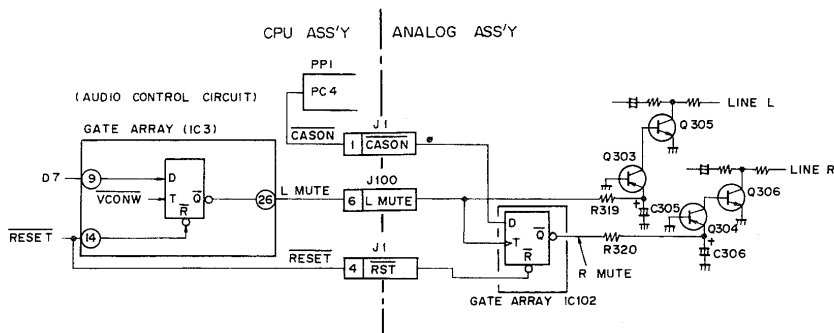 CPU ASS'Y
ANALOG ASS'Y
PPI
PC4
(AUDIO CONTROL CIRCUIT)
GATE ARRAY (IC3)
CASON
J1
1 CASON
D7
9
D
VCONW
T
Q
R
26
L MUTE
J100
6 L MUTE
RESET
14
RESET
J1
4 RST
D
T
Q
R
GATE ARRAY IC102
R MUTE
R319
R320
Q303
C305
Q305
LINE L
Q304
C306
Q306
LINE R
+
+